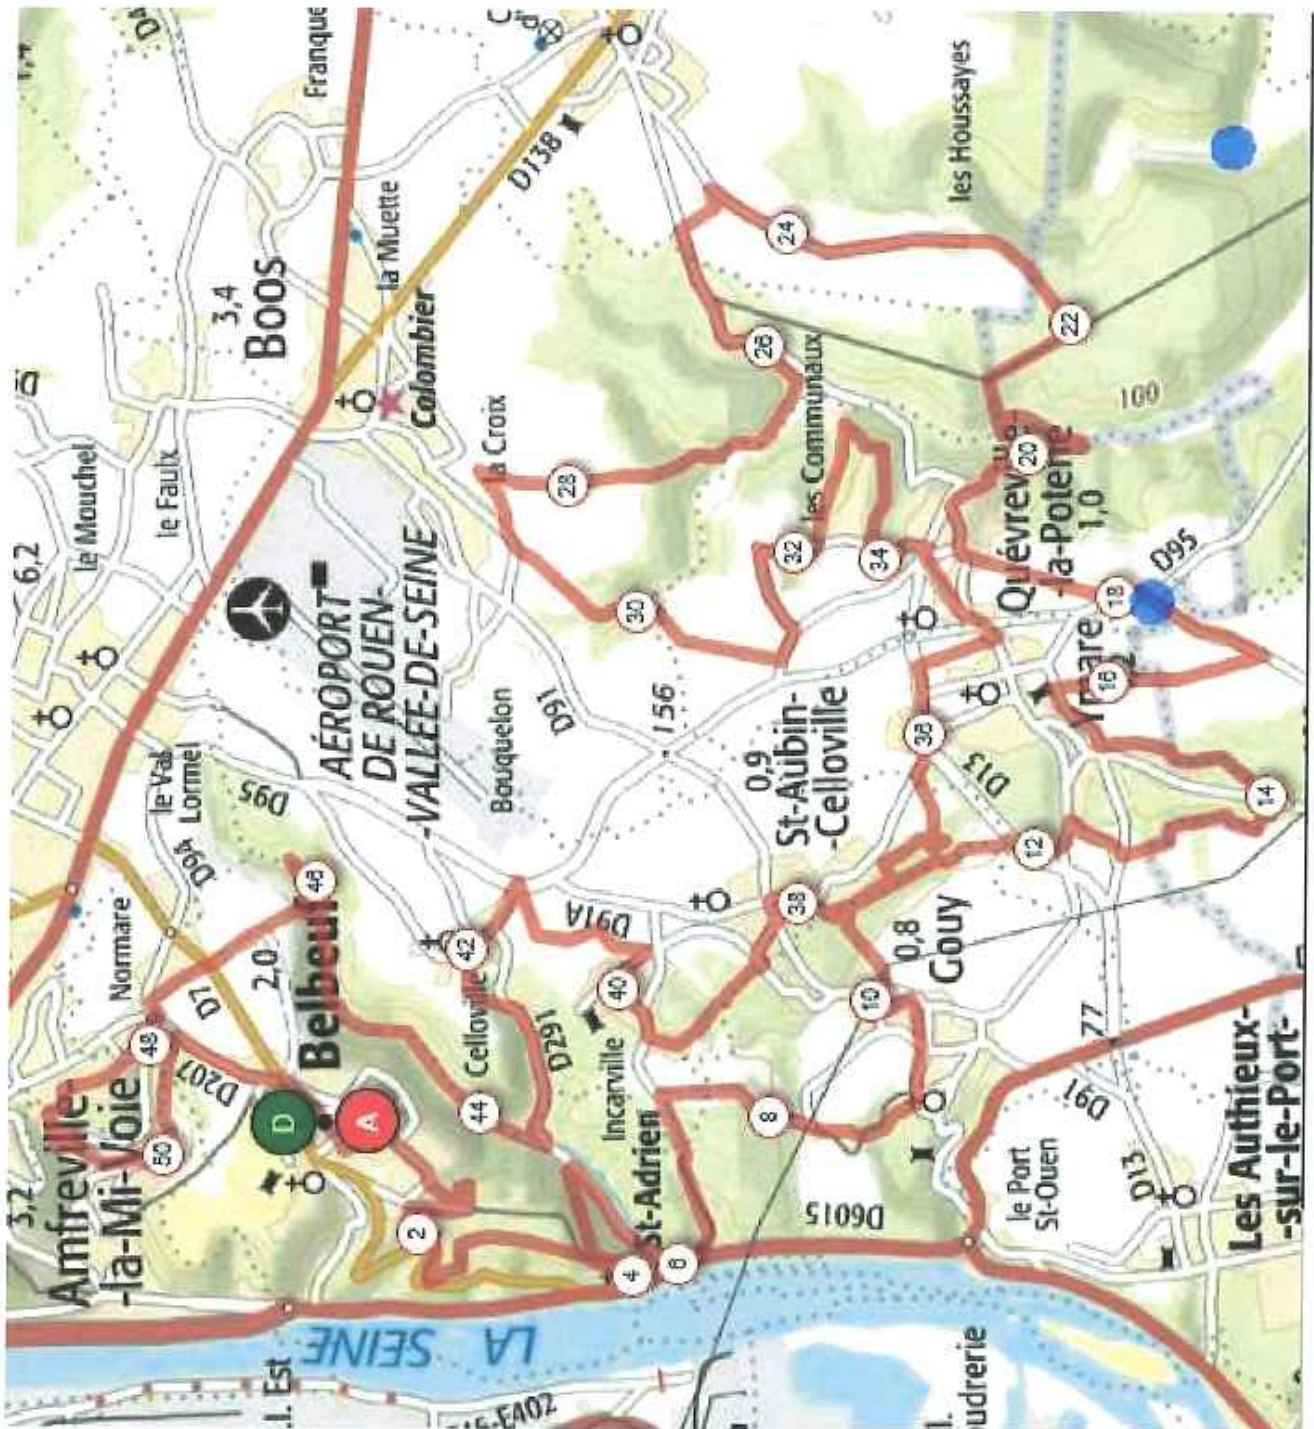 Franque
D138
les Houssayes
24
22
la Muette
3,4
BOOS
Colombier
26
les Communaux
100
20
Quévreville-
-la-Poterie
1,0
la Croix
28
le Mouchel
le Faulx
6,2
32
34
30
18
D95
AÉROPORT
DE ROUEN-
-VALLÉE-DE-SEINE
Ymare
16
D91
156
Bouquelon
0,9
St-Aubin-
-Celloville
36
D13
14
le Val
Lormel
D95
D94
12
46
38
D91A
0,8
Gouy
Normare
D7
2,0
Belbeuf
42
Celloville
40
10
77
48
D207
D291
Incarville
44
8
D91
3,2
Amfreville-
-la-Mi-Voie
50
D
A
2
St-Adrien
4
6
D6015
le Port
St-Ouen
D13
Les Authieux-
-sur-le-Port-
LA SEINE
.I. Est
E402
udrerie